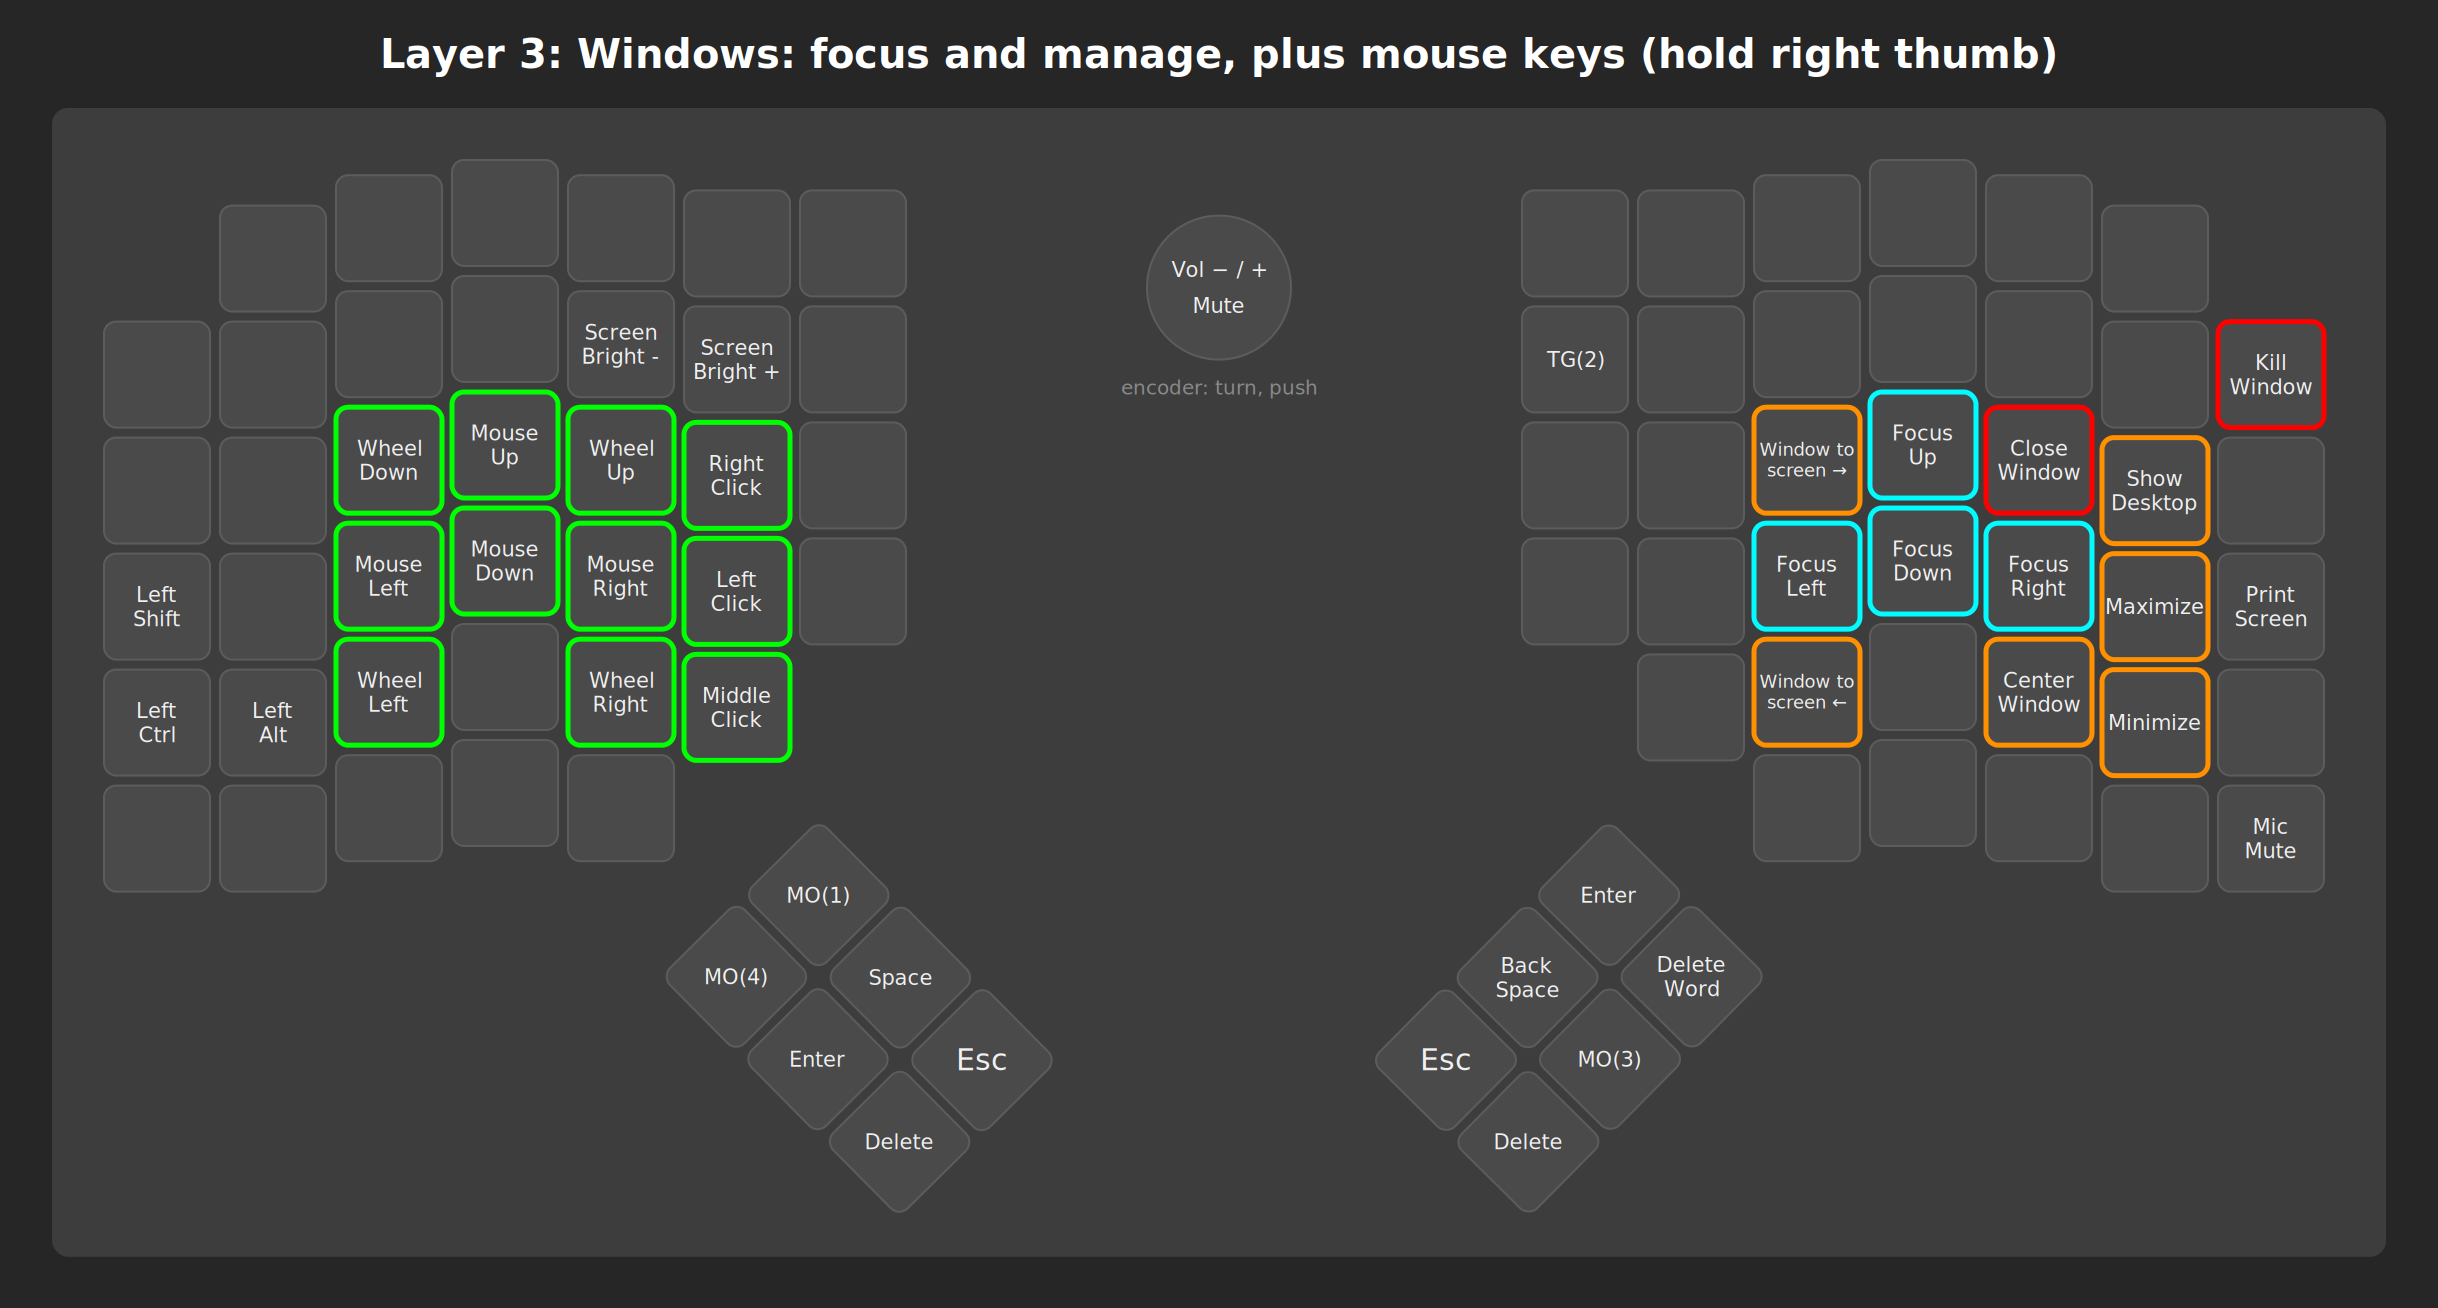 Layer 3: Windows: focus and manage, plus mouse keys (hold right thumb)
Screen
Bright -
Screen
Bright +
Wheel
Down
Mouse
Up
Wheel
Up
Right
Click
Mouse
Left
Mouse
Down
Mouse
Right
Left
Click
Left
Shift
Wheel
Left
Wheel
Right
Middle
Click
Left
Ctrl
Left
Alt
MO(1)
MO(4)
Space
Enter
Esc
Delete
Vol − / +
Mute
encoder: turn, push
TG(2)
Kill
Window
Window to
screen →
Focus
Up
Close
Window
Show
Desktop
Focus
Left
Focus
Down
Focus
Right
Maximize
Print
Screen
Window to
screen ←
Center
Window
Minimize
Mic
Mute
Enter
Back
Space
Delete
Word
Esc
MO(3)
Delete